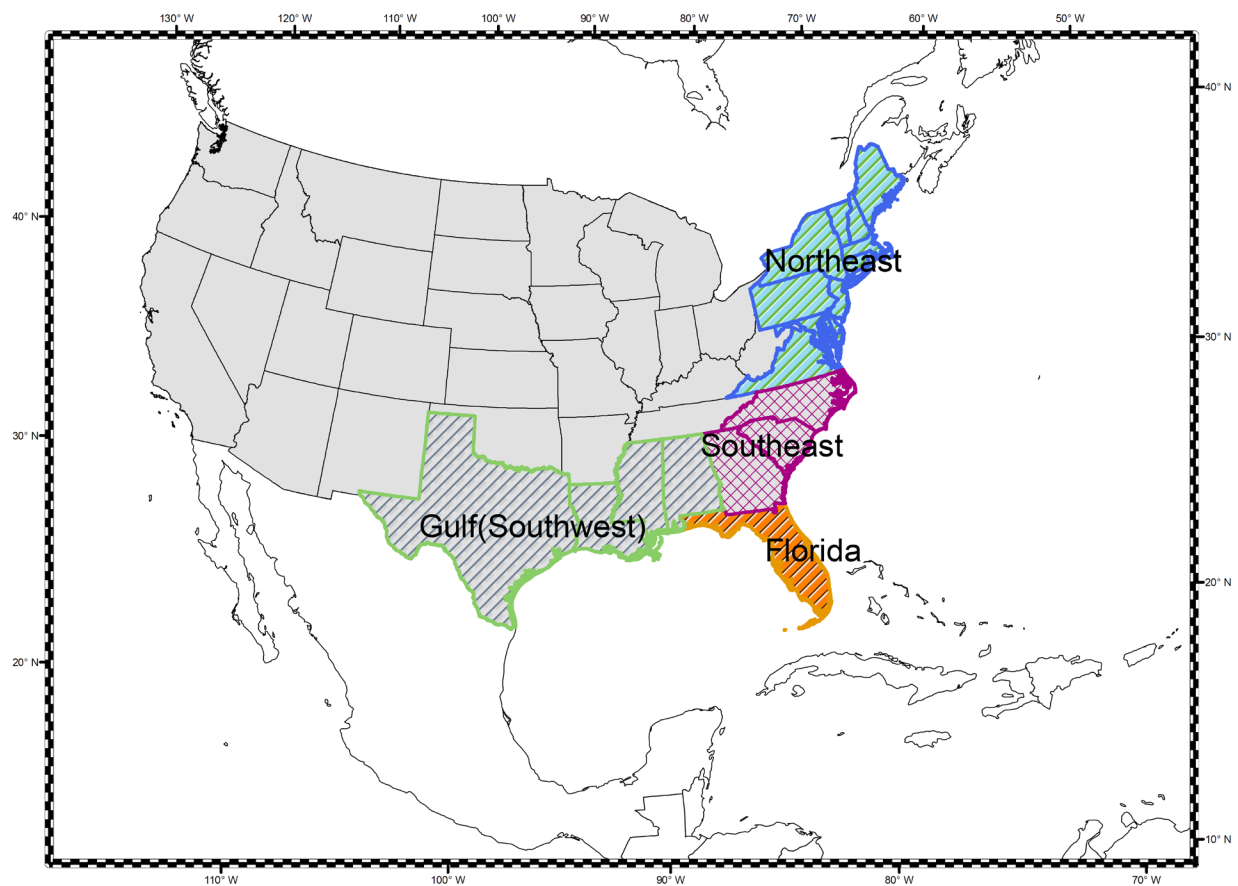 130° W 120° W 110° W 100° W 90° W 80° W 70° W 60° W 50° W
40° N
40° N
Northeast
30° N
30° N
Southeast
Gulf(Southwest)
Florida
20° N
20° N
10° N
110° W 100° W 90° W 80° W 70° W